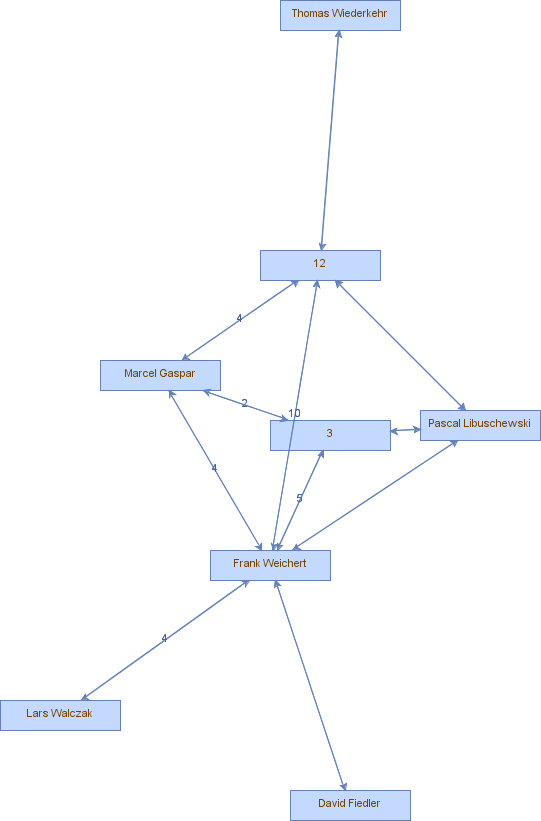 Thomas Wiederkehr
12
4
Marcel Gaspar
2
10
Pascal Libuschewski
3
4
5
Frank Weichert
4
Lars Walczak
David Fiedler